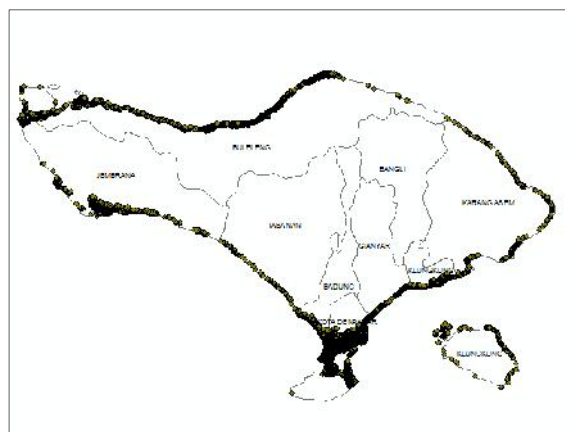 BULELENG
JEMBRANA
BANGLI
KARANG ASEM
TABANAN
GIANYAR
KLUNGKUNG
BADUNG
KOTA DENPASAR
KLUNGKUNG